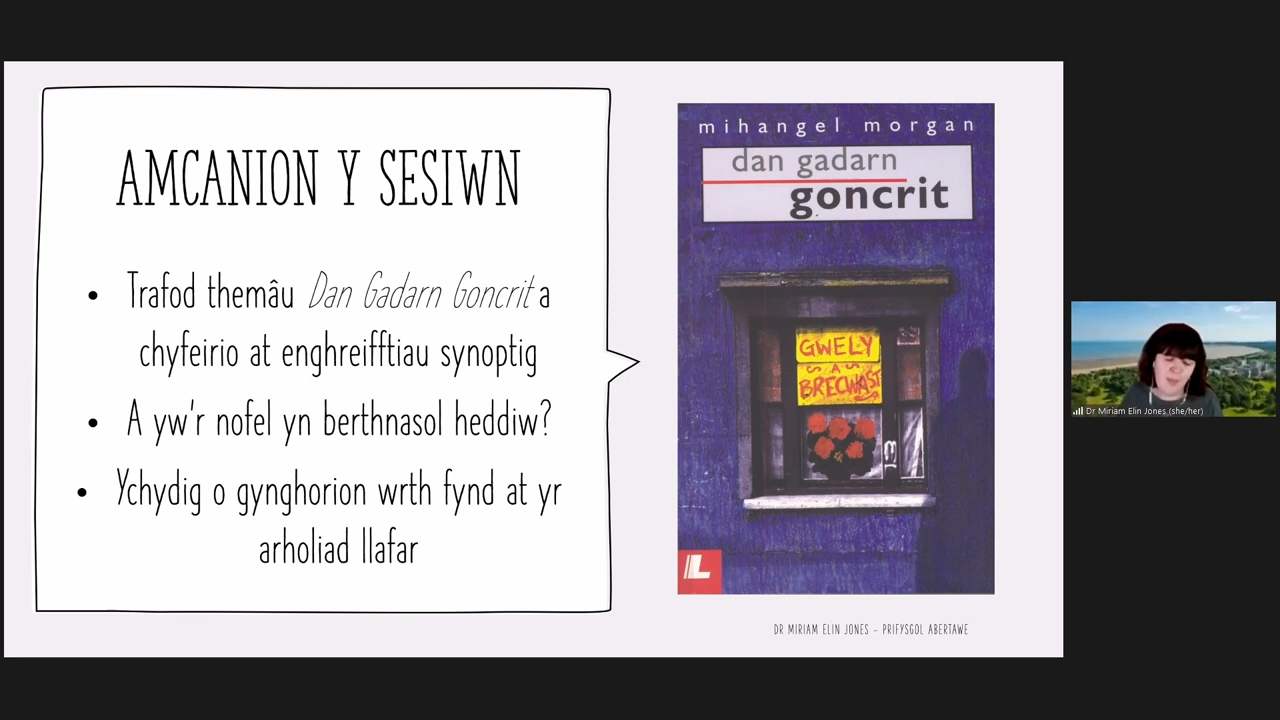 AMCANION Y SESIWN
• Trafod themâu Dan Gadarn Goncrit a
chyfeirio at enghreifftiau synoptig
• A yw'r nofel yn berthnasol heddiw?
• Ychydig o gynghorion wrth fynd at yr
arholiad llafar
mihangel morgan
dan gadarn
goncrit
GWELY
A
BRECWAST
13
L
DR MIRIAM ELIN JONES - PRIFYSGOL ABERTAWE
Dr Miriam Elin Jones (she/her)